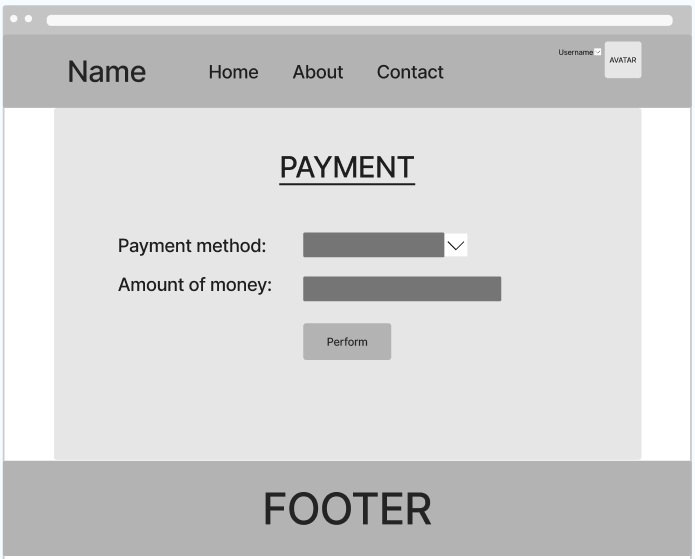 Name Home About Contact Username AVATAR
PAYMENT
Payment method:
Amount of money:
Perform
FOOTER